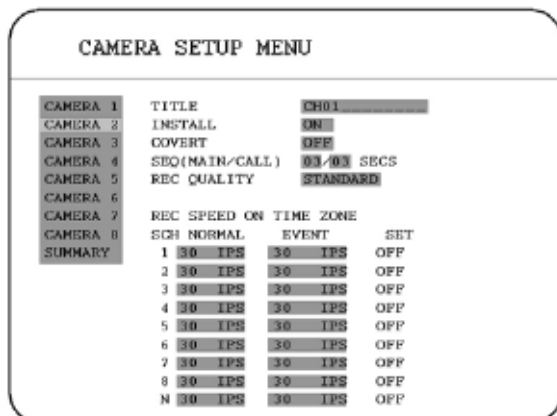 CAMERA SETUP MENU
CAMERA 1 TITLE CH01_________
CAMERA 2 INSTALL ON
CAMERA 3 COVERT OFF
CAMERA 4 SEQ(MAIN/CALL) 03/03 SECS
CAMERA 5 REC QUALITY STANDARD
CAMERA 6
CAMERA 7 REC SPEED ON TIME ZONE
CAMERA 8 SCH NORMAL EVENT SET
SUMMARY 1 30 IPS 30 IPS OFF
2 30 IPS 30 IPS OFF
3 30 IPS 30 IPS OFF
4 30 IPS 30 IPS OFF
5 30 IPS 30 IPS OFF
6 30 IPS 30 IPS OFF
7 30 IPS 30 IPS OFF
8 30 IPS 30 IPS OFF
N 30 IPS 30 IPS OFF